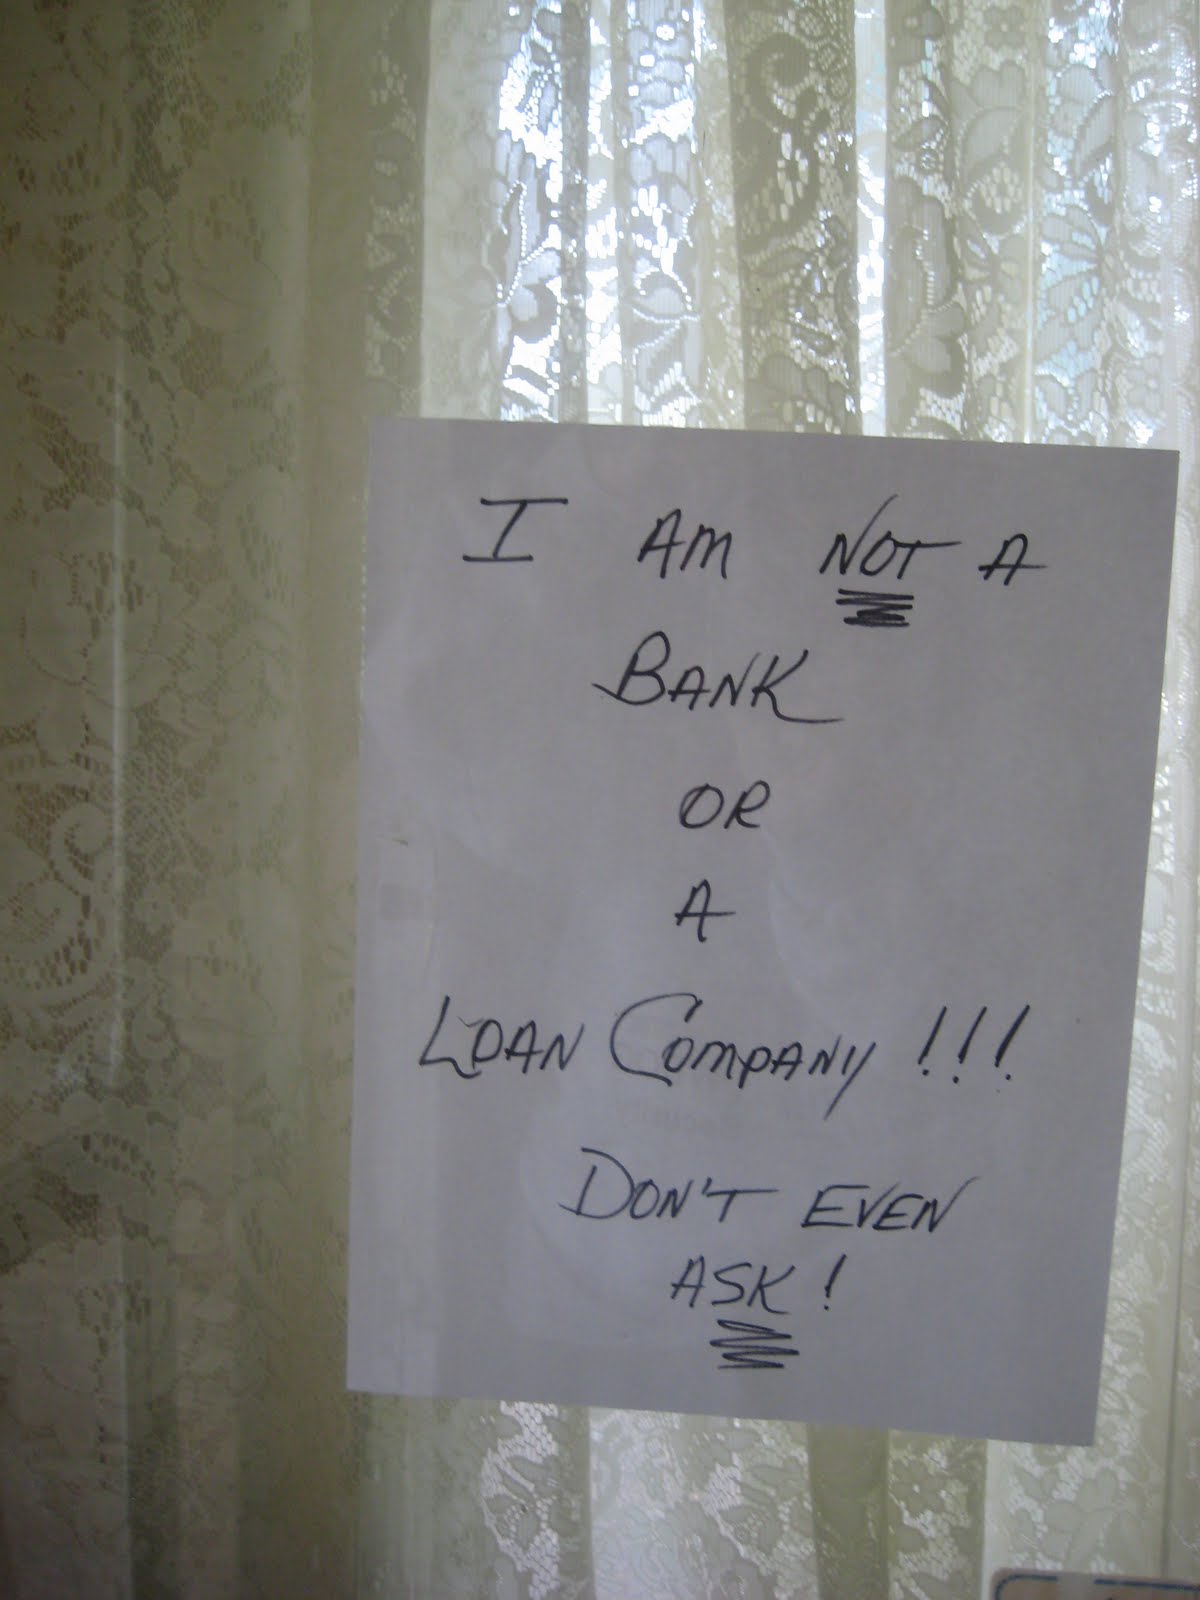 I AM NOT A
BANK
OR
A
LOAN COMPANY!!!
DON'T EVEN
ASK!